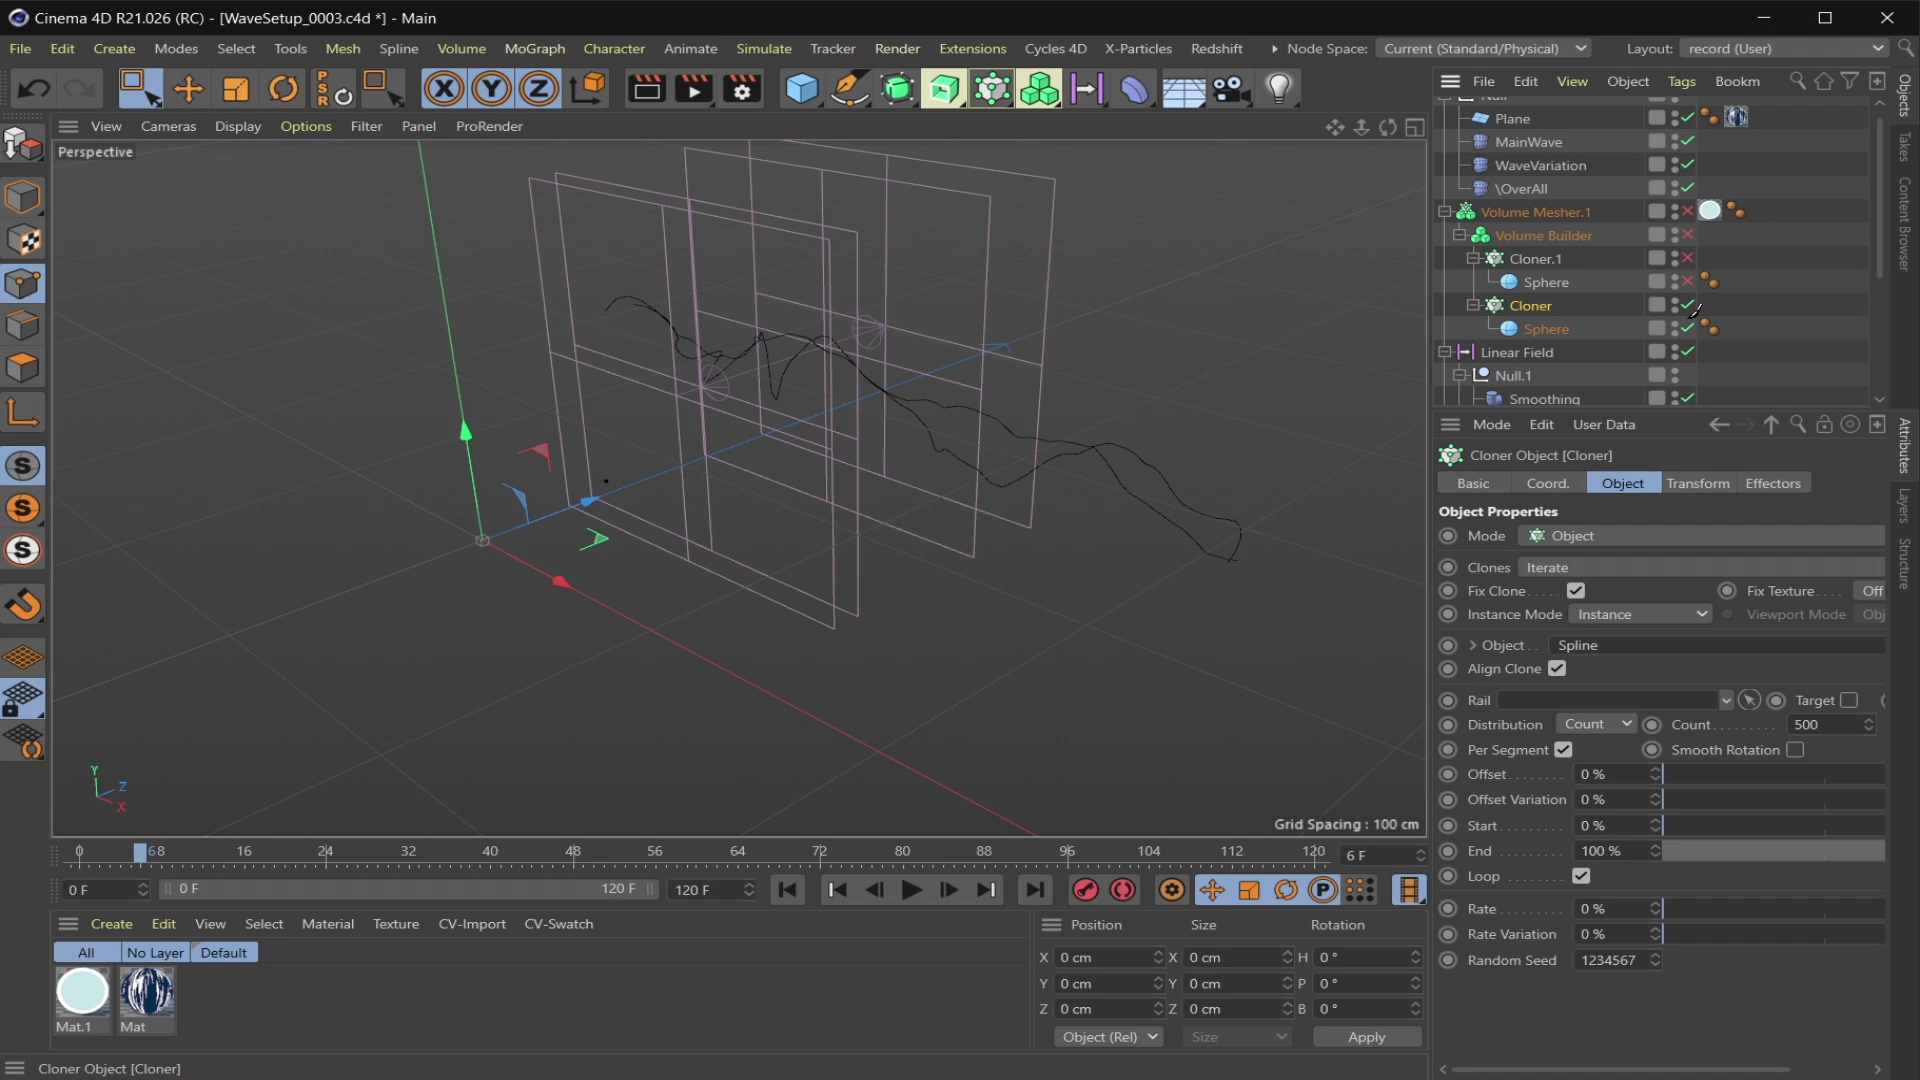 Cinema 4D R21.026 (RC) - [WaveSetup_0003.c4d *] - Main
File Edit Create Modes Select Tools Mesh Spline Volume MoGraph Character Animate Simulate Tracker Render Extensions Cycles 4D X-Particles Redshift Node Space: Current (Standard/Physical) Layout: record (User)
PSR X Y Z
File Edit View Object Tags Bookm
View Cameras Display Options Filter Panel ProRender
Perspective
Plane
MainWave
WaveVariation
\OverAll
Volume Mesher.1
Volume Builder
Cloner.1
Sphere
Cloner
Sphere
Linear Field
Null.1
Smoothing
Objects
Takes
Content Browser
Attributes
Layers
Structure
Mode Edit User Data
Cloner Object [Cloner]
Basic Coord. Object Transform Effectors
Object Properties
Mode Object
Clones Iterate
Fix Clone. . . . Fix Texture. . . . Off
Instance Mode Instance Viewport Mode Obj
> Object. . Spline
Align Clone
Rail Target
Distribution Count Count. . . . . . . . 500
Per Segment Smooth Rotation
Offset. . . . . . . . 0 %
Offset Variation 0 %
Start. . . . . . . . . 0 %
End . . . . . . . . . 100 %
Loop . . . . . . . .
Rate. . . . . . . . . 0 %
Rate Variation 0 %
Random Seed 1234567
Y Z X
Grid Spacing : 100 cm
0 68 16 24 32 40 48 56 64 72 80 88 96 104 112 120 6 F
0 F 0 F 120 F 120 F P
Create Edit View Select Material Texture CV-Import CV-Swatch
All No Layer Default
Mat.1 Mat
Position Size Rotation
X 0 cm X 0 cm H 0 °
Y 0 cm Y 0 cm P 0 °
Z 0 cm Z 0 cm B 0 °
Object (Rel) Size Apply
Cloner Object [Cloner]